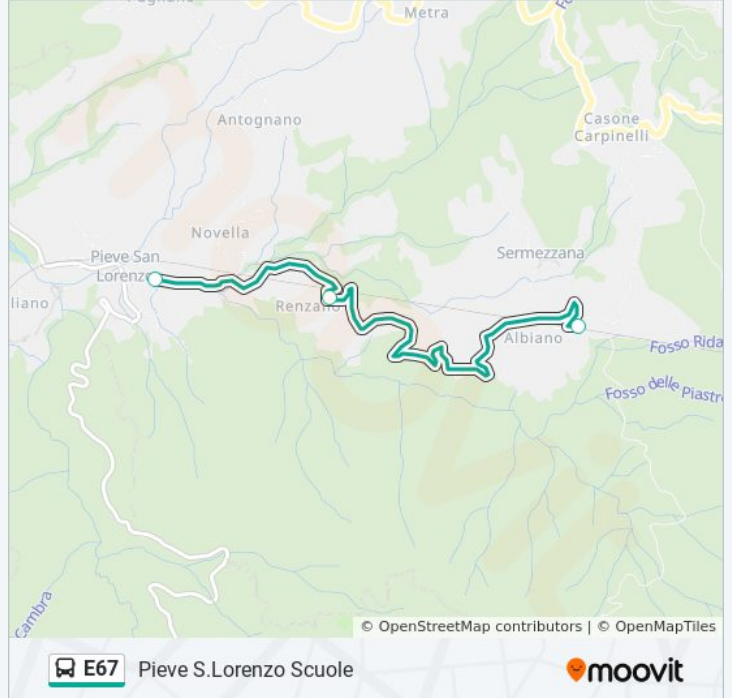 Metra
Casone
Carpinelli
Antognano
Novella
Sermezzana
Pieve San
Lorenzo
liano
Renzano
Albiano
Fosso Rida
Fosso delle Piastr
Cambra
© OpenStreetMap contributors | © OpenMapTiles
E67 Pieve S.Lorenzo Scuole
moovit